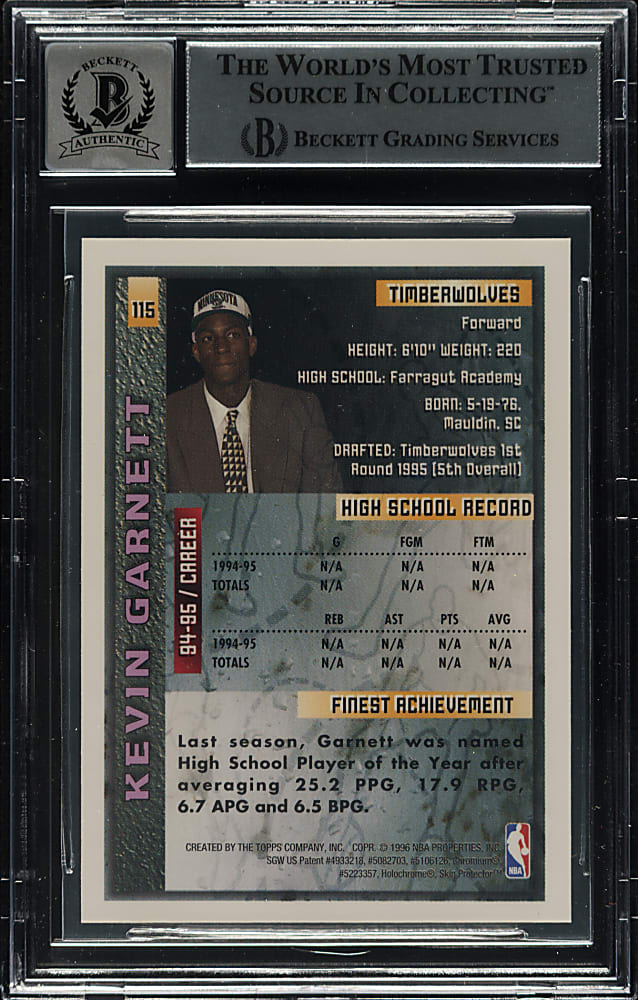 BECKETT
B
AUTHENTIC
THE WORLD'S MOST TRUSTED
SOURCE IN COLLECTING™
B BECKETT GRADING SERVICES
115
MINNESOTA
KEVIN GARNETT
TIMBERWOLVES
Forward
HEIGHT: 6'10" WEIGHT: 220
HIGH SCHOOL: Farragut Academy
BORN: 5-19-76,
Mauldin, SC
DRAFTED: Timberwolves 1st
Round 1995 (5th Overall)
HIGH SCHOOL RECORD
94-95 / CAREER
G FGM FTM
1994-95 N/A N/A N/A
TOTALS N/A N/A N/A
REB AST PTS AVG
1994-95 N/A N/A N/A N/A
TOTALS N/A N/A N/A N/A
FINEST ACHIEVEMENT
Last season, Garnett was named
High School Player of the Year after
averaging 25.2 PPG, 17.9 RPG,
6.7 APG and 6.5 BPG.
CREATED BY THE TOPPS COMPANY, INC. COPR. © 1996 NBA PROPERTIES, INC.
SGW US Patent #4933218, #5082703, #5106126, Chromium®,
#5223357, Holochrome®, Skin Protector™
NBA